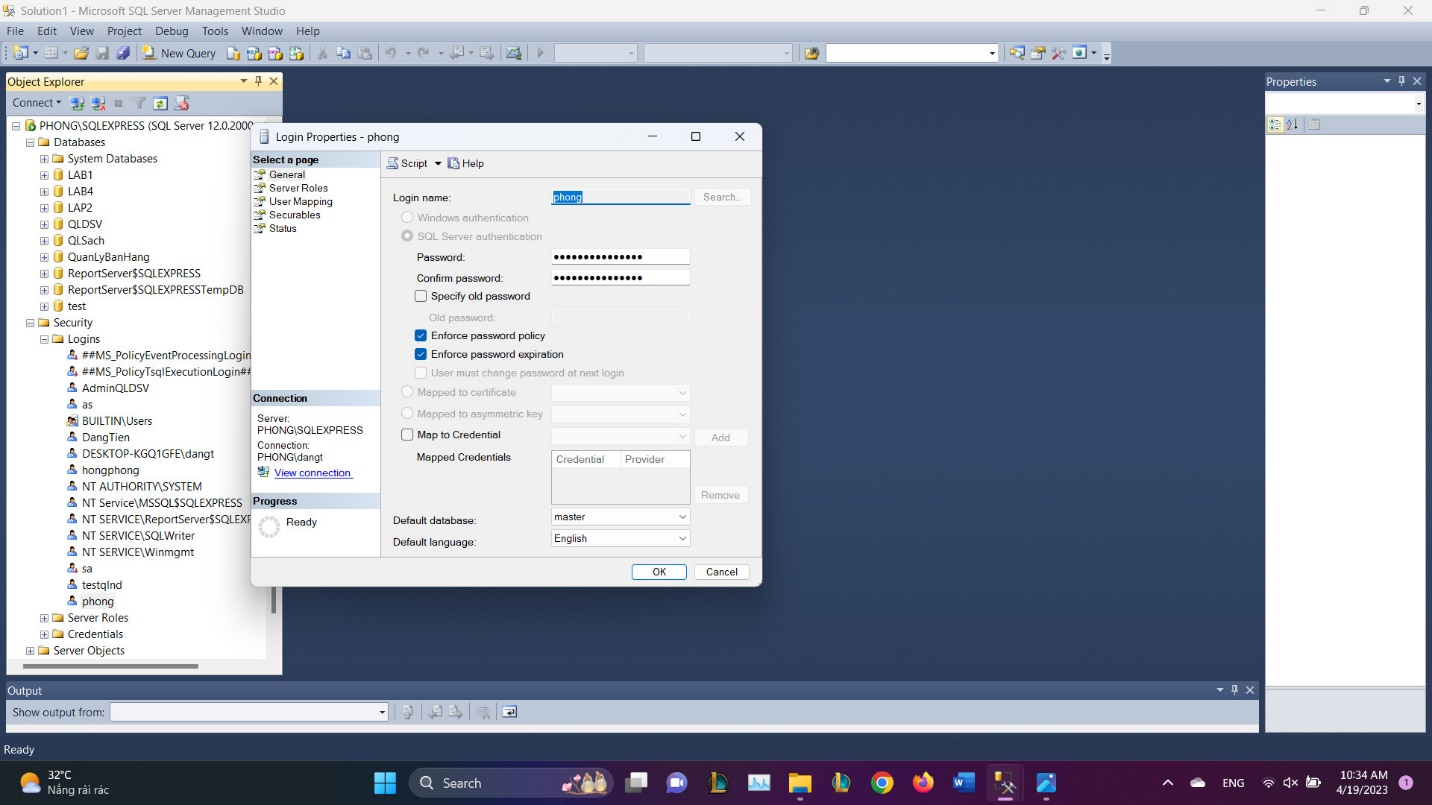 Solution1 - Microsoft SQL Server Management Studio
File Edit View Project Debug Tools Window Help
New Query
Object Explorer
Connect
PHONG\SQLEXPRESS (SQL Server 12.0.2000
Databases
System Databases
LAB1
LAB4
LAP2
QLDSV
QLSach
QuanLyBanHang
ReportServer$SQLEXPRESS
ReportServer$SQLEXPRESSTempDB
test
Security
Logins
##MS_PolicyEventProcessingLogin
##MS_PolicyTsqlExecutionLogin##
AdminQLDSV
as
BUILTIN\Users
DangTien
DESKTOP-KGQ1GFE\dangt
hongphong
NT AUTHORITY\SYSTEM
NT Service\MSSQL$SQLEXPRESS
NT SERVICE\ReportServer$SQLEXP
NT SERVICE\SQLWriter
NT SERVICE\Winmgmt
sa
testqlnd
phong
Server Roles
Credentials
Server Objects
Login Properties - phong
Select a page
General
Server Roles
User Mapping
Securables
Status
Connection
Server:
PHONG\SQLEXPRESS
Connection:
PHONG\dangt
View connection
Progress
Ready
Script Help
Login name: phong Search...
Windows authentication
SQL Server authentication
Password: ●●●●●●●●●●●●●●●
Confirm password: ●●●●●●●●●●●●●●●
Specify old password
Old password:
Enforce password policy
Enforce password expiration
User must change password at next login
Mapped to certificate
Mapped to asymmetric key
Map to Credential Add
Mapped Credentials Credential Provider
Remove
Default database: master
Default language: English
OK Cancel
Properties
Output
Show output from:
Ready
32°C
Nắng rải rác
Search
ENG
10:34 AM
4/19/2023
1